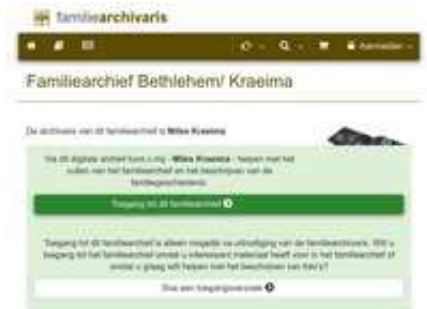 familiearchivaris
Aanmelden
Familiearchief Bethlehem/ Kraeima
De archivaris van dit familiearchief is Miles Kraeima
Via dit digitale archief kunt u mij - Miles Kraeima - helpen met het
vullen van het familiearchief en het beschrijven van de
familiegeschiedenis.
Toegang tot dit familiearchief
Toegang tot dit familiearchief is alleen mogelijk na uitnodiging van de familiearchivaris. Wilt u
toegang tot het familiearchief omdat u interessant materiaal heeft voor in het familiearchief of
omdat u graag wilt helpen met het beschrijven van foto's?
Doe een toegangsverzoek